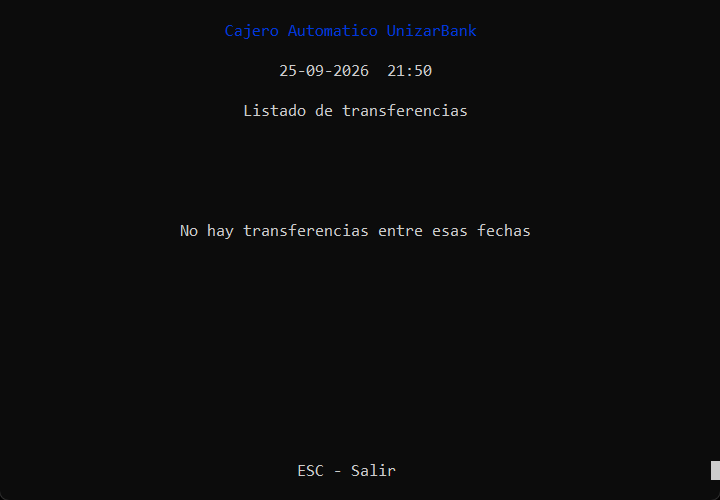 Cajero Automatico UnizarBank
25-09-2026  21:50
Listado de transferencias
No hay transferencias entre esas fechas
ESC - Salir